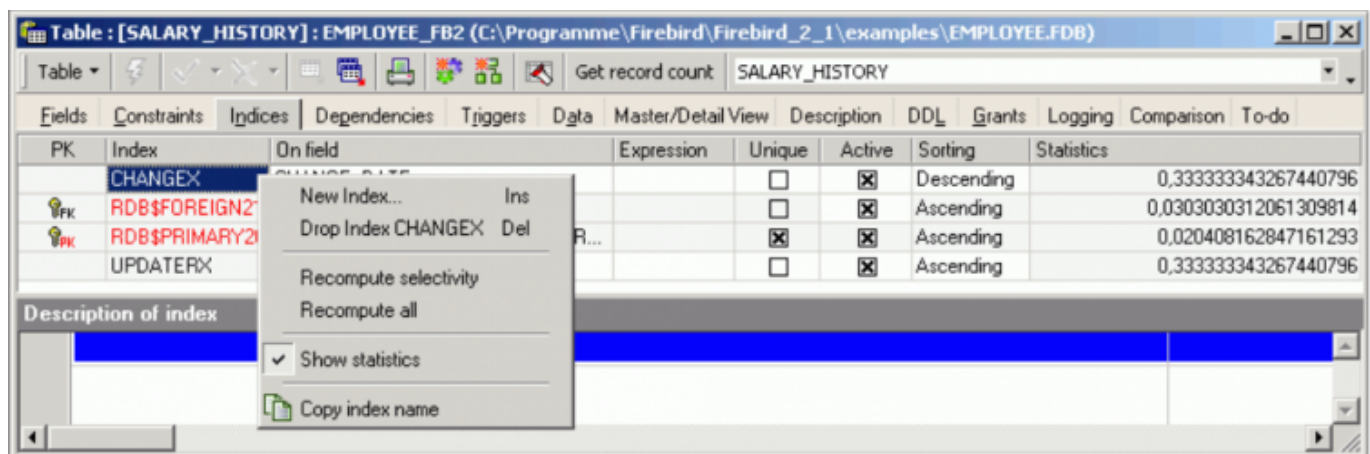 Table : [SALARY_HISTORY] : EMPLOYEE_FB2 (C:\Programme\Firebird\Firebird_2_1\examples\EMPLOYEE.FDB)
Table Get record count SALARY_HISTORY
Fields Constraints Indices Dependencies Triggers Data Master/Detail View Description DDL Grants Logging Comparison To-do
PK Index On field Expression Unique Active Sorting Statistics
CHANGEX Descending 0,333333343267440796
FK RDB$FOREIGN2 Ascending 0,0303030312061309814
PK RDB$PRIMARY2 R... Ascending 0,020408162847161293
UPDATERX Ascending 0,333333343267440796
New Index... Ins
Drop Index CHANGEX Del
Recompute selectivity
Recompute all
Show statistics
Copy index name
Description of index